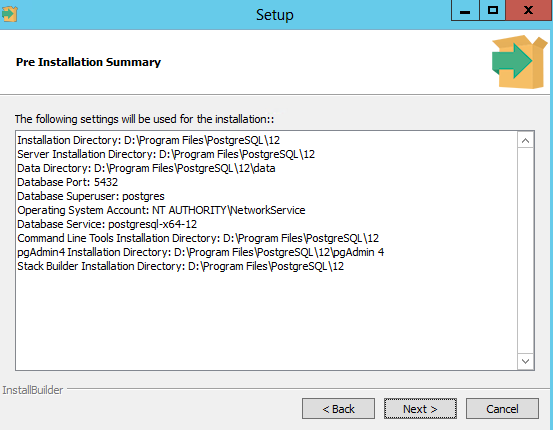 Setup
Pre Installation Summary
The following settings will be used for the installation::
Installation Directory: D:\Program Files\PostgreSQL\12
Server Installation Directory: D:\Program Files\PostgreSQL\12
Data Directory: D:\Program Files\PostgreSQL\12\data
Database Port: 5432
Database Superuser: postgres
Operating System Account: NT AUTHORITY\NetworkService
Database Service: postgresql-x64-12
Command Line Tools Installation Directory: D:\Program Files\PostgreSQL\12
pgAdmin4 Installation Directory: D:\Program Files\PostgreSQL\12\pgAdmin 4
Stack Builder Installation Directory: D:\Program Files\PostgreSQL\12
InstallBuilder
< Back
Next >
Cancel